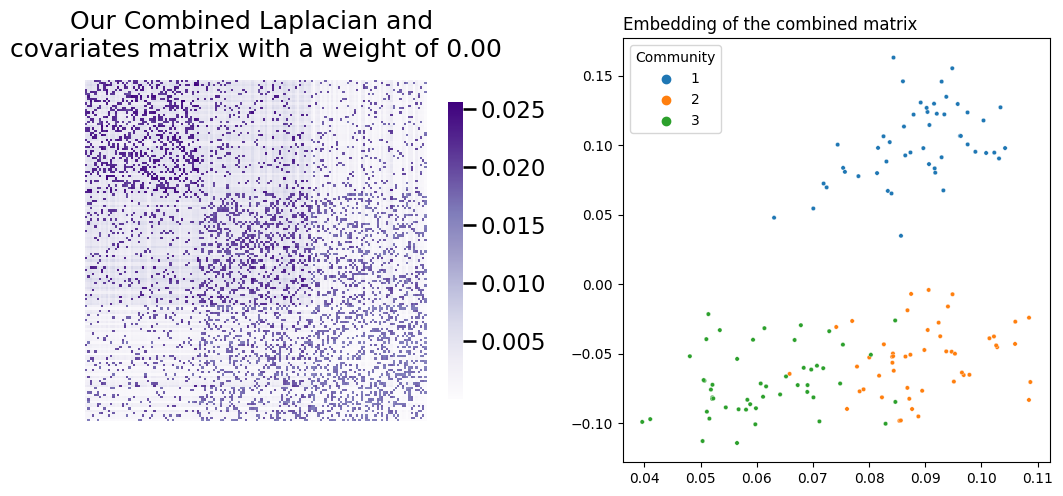 Our Combined Laplacian and
covariates matrix with a weight of 0.00
0.025
0.020
0.015
0.010
0.005
Embedding of the combined matrix
Community
1
2
3
0.15
0.10
0.05
0.00
−0.05
−0.10
0.04 0.05 0.06 0.07 0.08 0.09 0.10 0.11